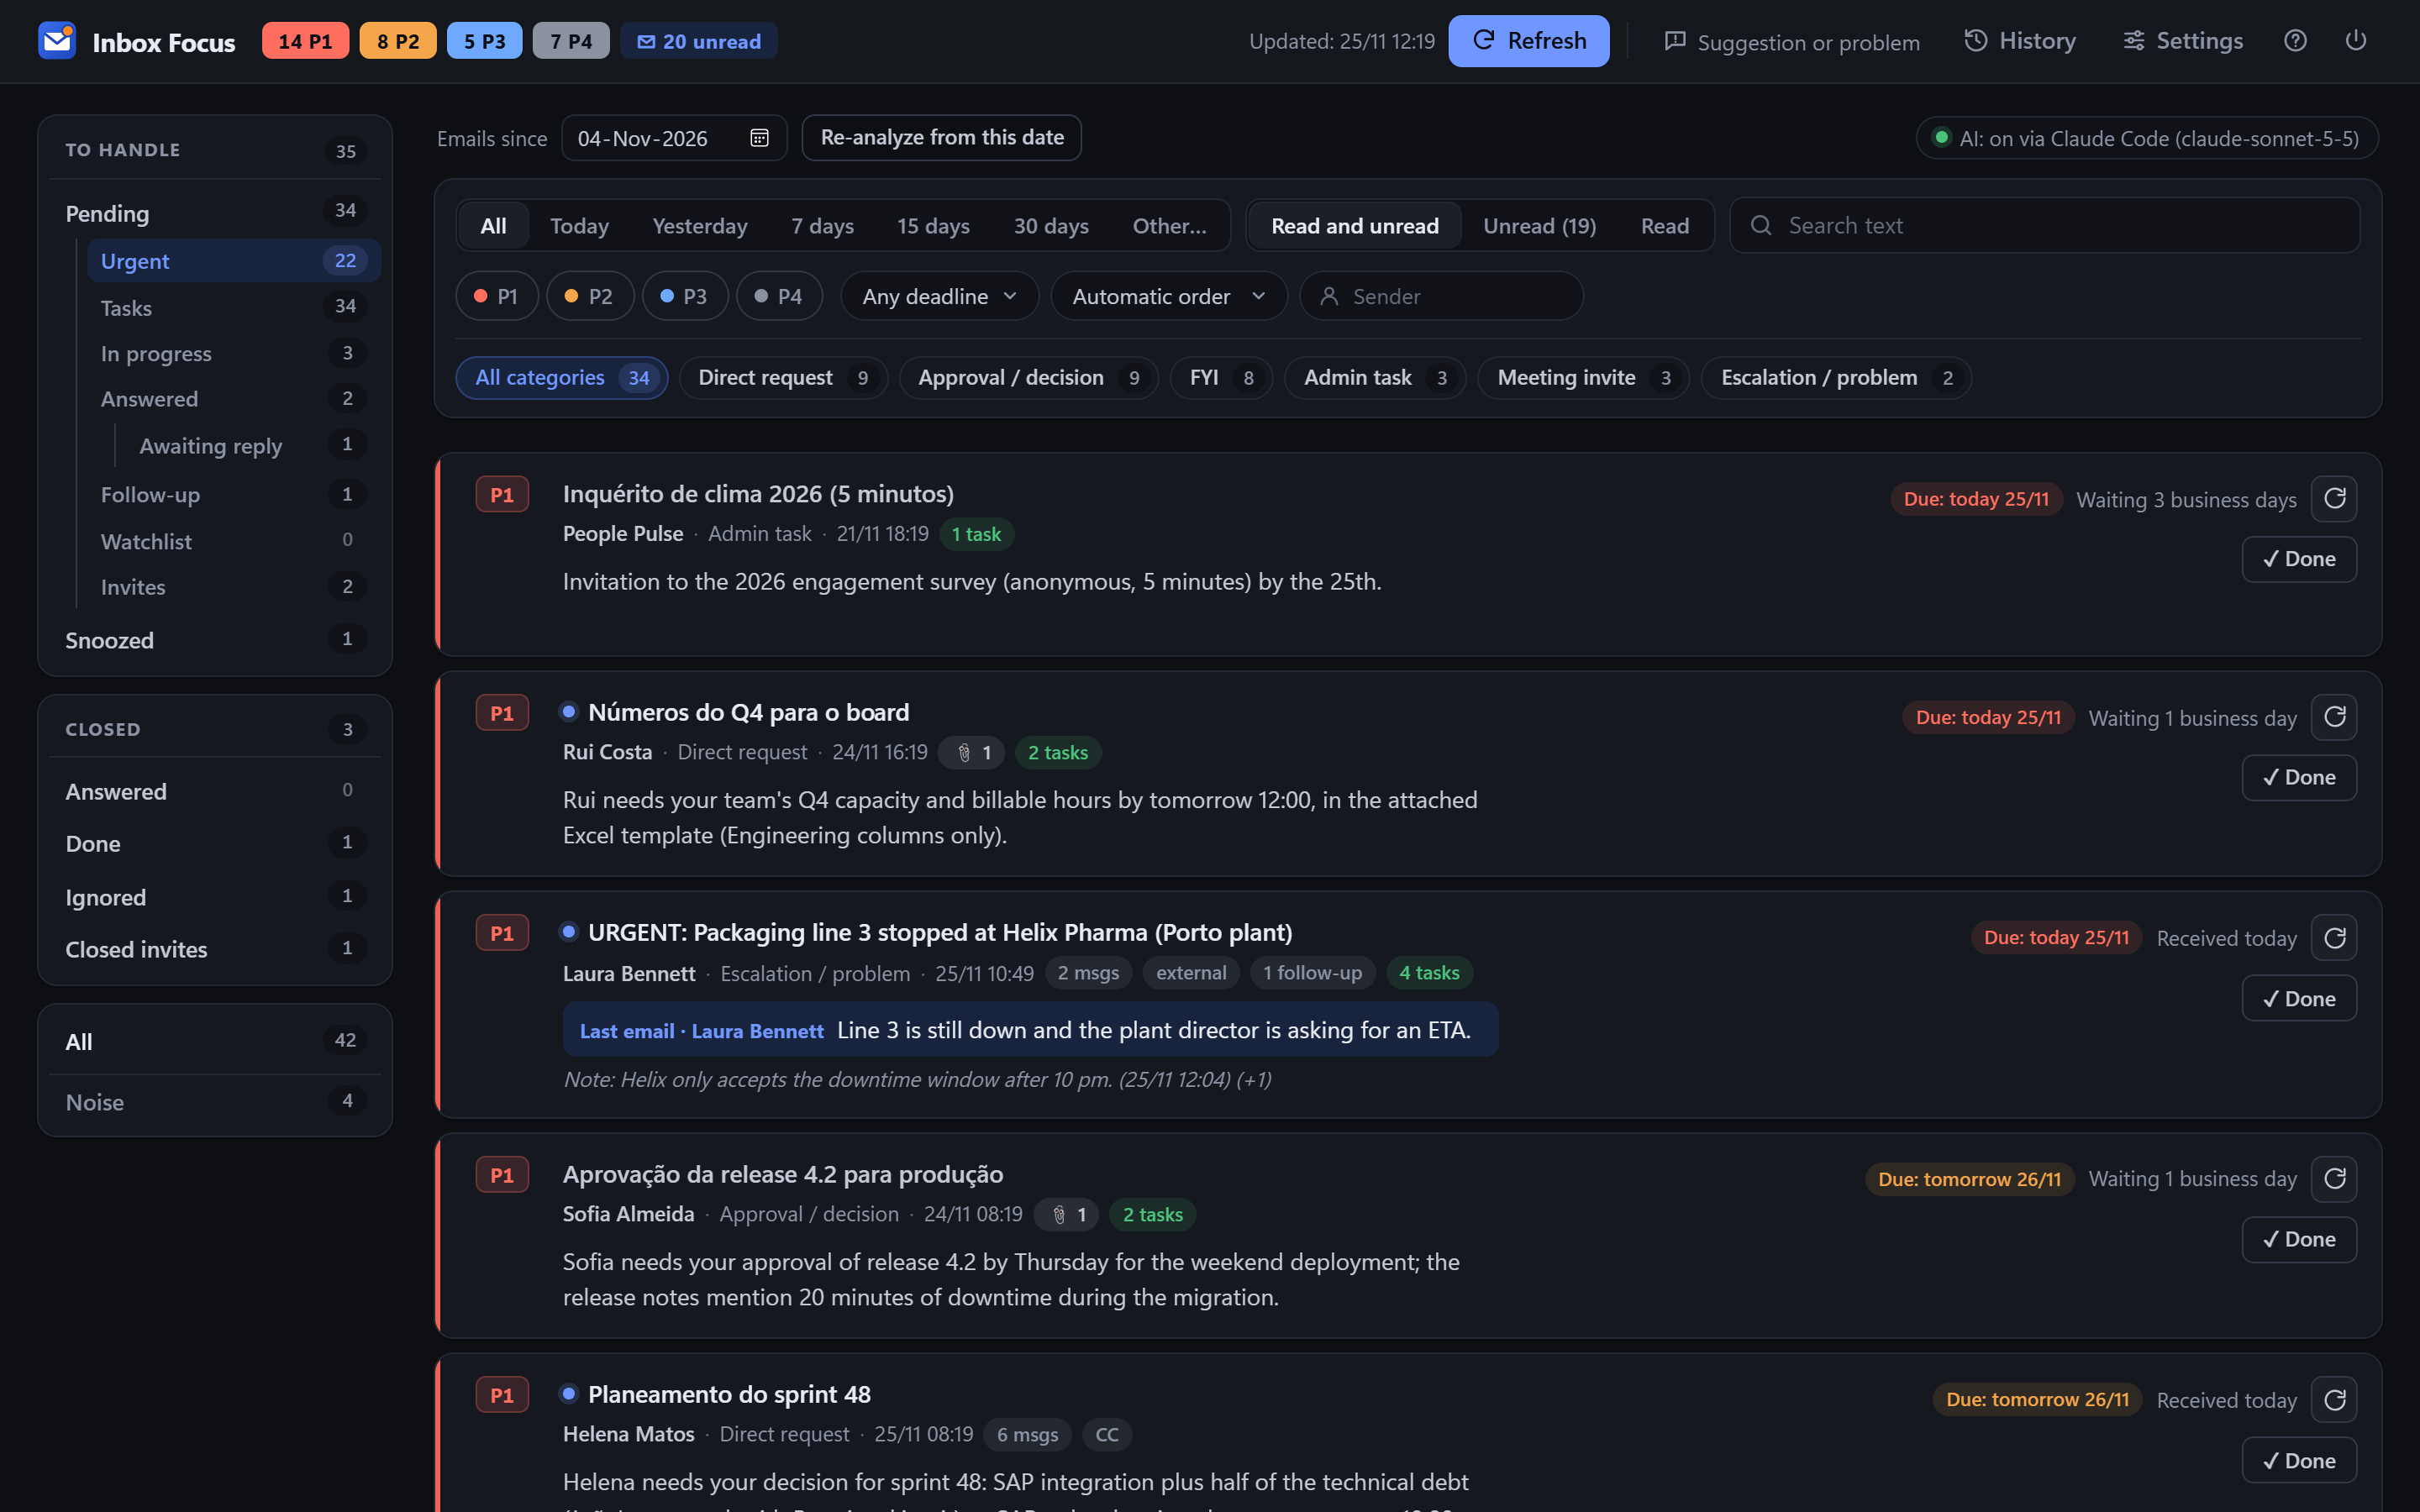 Inbox Focus 14 P1 8 P2 5 P3 7 P4 20 unread Updated: 25/11 12:19 Refresh Suggestion or problem History Settings
TO HANDLE 35
Pending 34
Urgent 22
Tasks 34
In progress 3
Answered 2
Awaiting reply 1
Follow-up 1
Watchlist 0
Invites 2
Snoozed 1
CLOSED 3
Answered 0
Done 1
Ignored 1
Closed invites 1
All 42
Noise 4
Emails since 04-Nov-2026 Re-analyze from this date AI: on via Claude Code (claude-sonnet-5-5)
All Today Yesterday 7 days 15 days 30 days Other... Read and unread Unread (19) Read Search text
P1 P2 P3 P4 Any deadline Automatic order Sender
All categories 34 Direct request 9 Approval / decision 9 FYI 8 Admin task 3 Meeting invite 3 Escalation / problem 2
P1 Inquérito de clima 2026 (5 minutos) Due: today 25/11 Waiting 3 business days
People Pulse · Admin task · 21/11 18:19 1 task
✓ Done
Invitation to the 2026 engagement survey (anonymous, 5 minutes) by the 25th.
P1 Números do Q4 para o board Due: today 25/11 Waiting 1 business day
Rui Costa · Direct request · 24/11 16:19 1 2 tasks
✓ Done
Rui needs your team's Q4 capacity and billable hours by tomorrow 12:00, in the attached
Excel template (Engineering columns only).
P1 URGENT: Packaging line 3 stopped at Helix Pharma (Porto plant) Due: today 25/11 Received today
Laura Bennett · Escalation / problem · 25/11 10:49 2 msgs external 1 follow-up 4 tasks
✓ Done
Last email · Laura Bennett Line 3 is still down and the plant director is asking for an ETA.
Note: Helix only accepts the downtime window after 10 pm. (25/11 12:04) (+1)
P1 Aprovação da release 4.2 para produção Due: tomorrow 26/11 Waiting 1 business day
Sofia Almeida · Approval / decision · 24/11 08:19 1 2 tasks
✓ Done
Sofia needs your approval of release 4.2 by Thursday for the weekend deployment; the
release notes mention 20 minutes of downtime during the migration.
P1 Planeamento do sprint 48 Due: tomorrow 26/11 Received today
Helena Matos · Direct request · 25/11 08:19 6 msgs CC
✓ Done
Helena needs your decision for sprint 48: SAP integration plus half of the technical debt